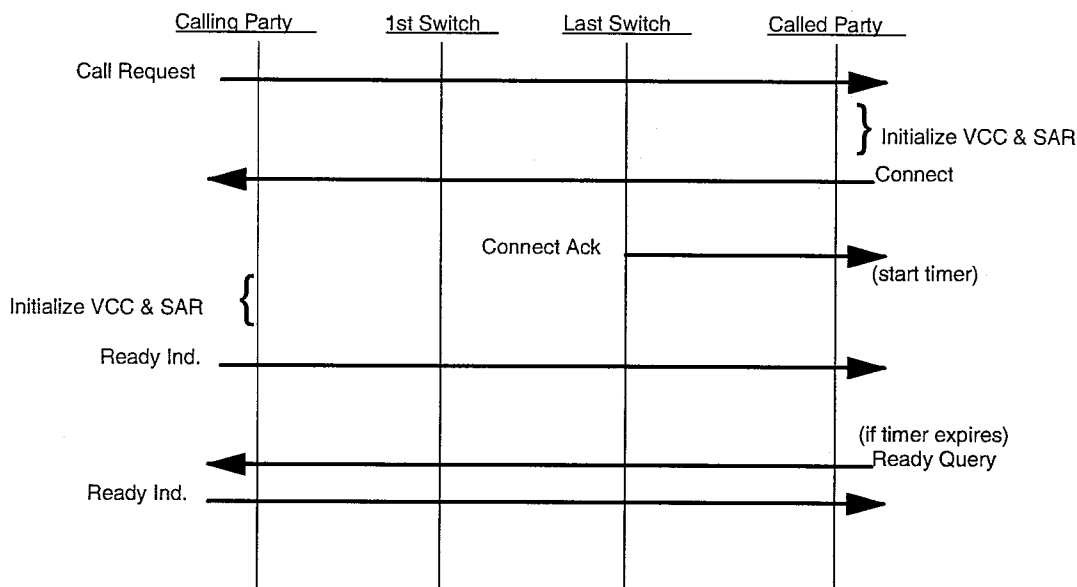 Calling Party
1st Switch
Last Switch
Called Party
Call Request
Initialize VCC & SAR
Connect
Connect Ack
(start timer)
Initialize VCC & SAR
Ready Ind.
(if timer expires)
Ready Query
Ready Ind.